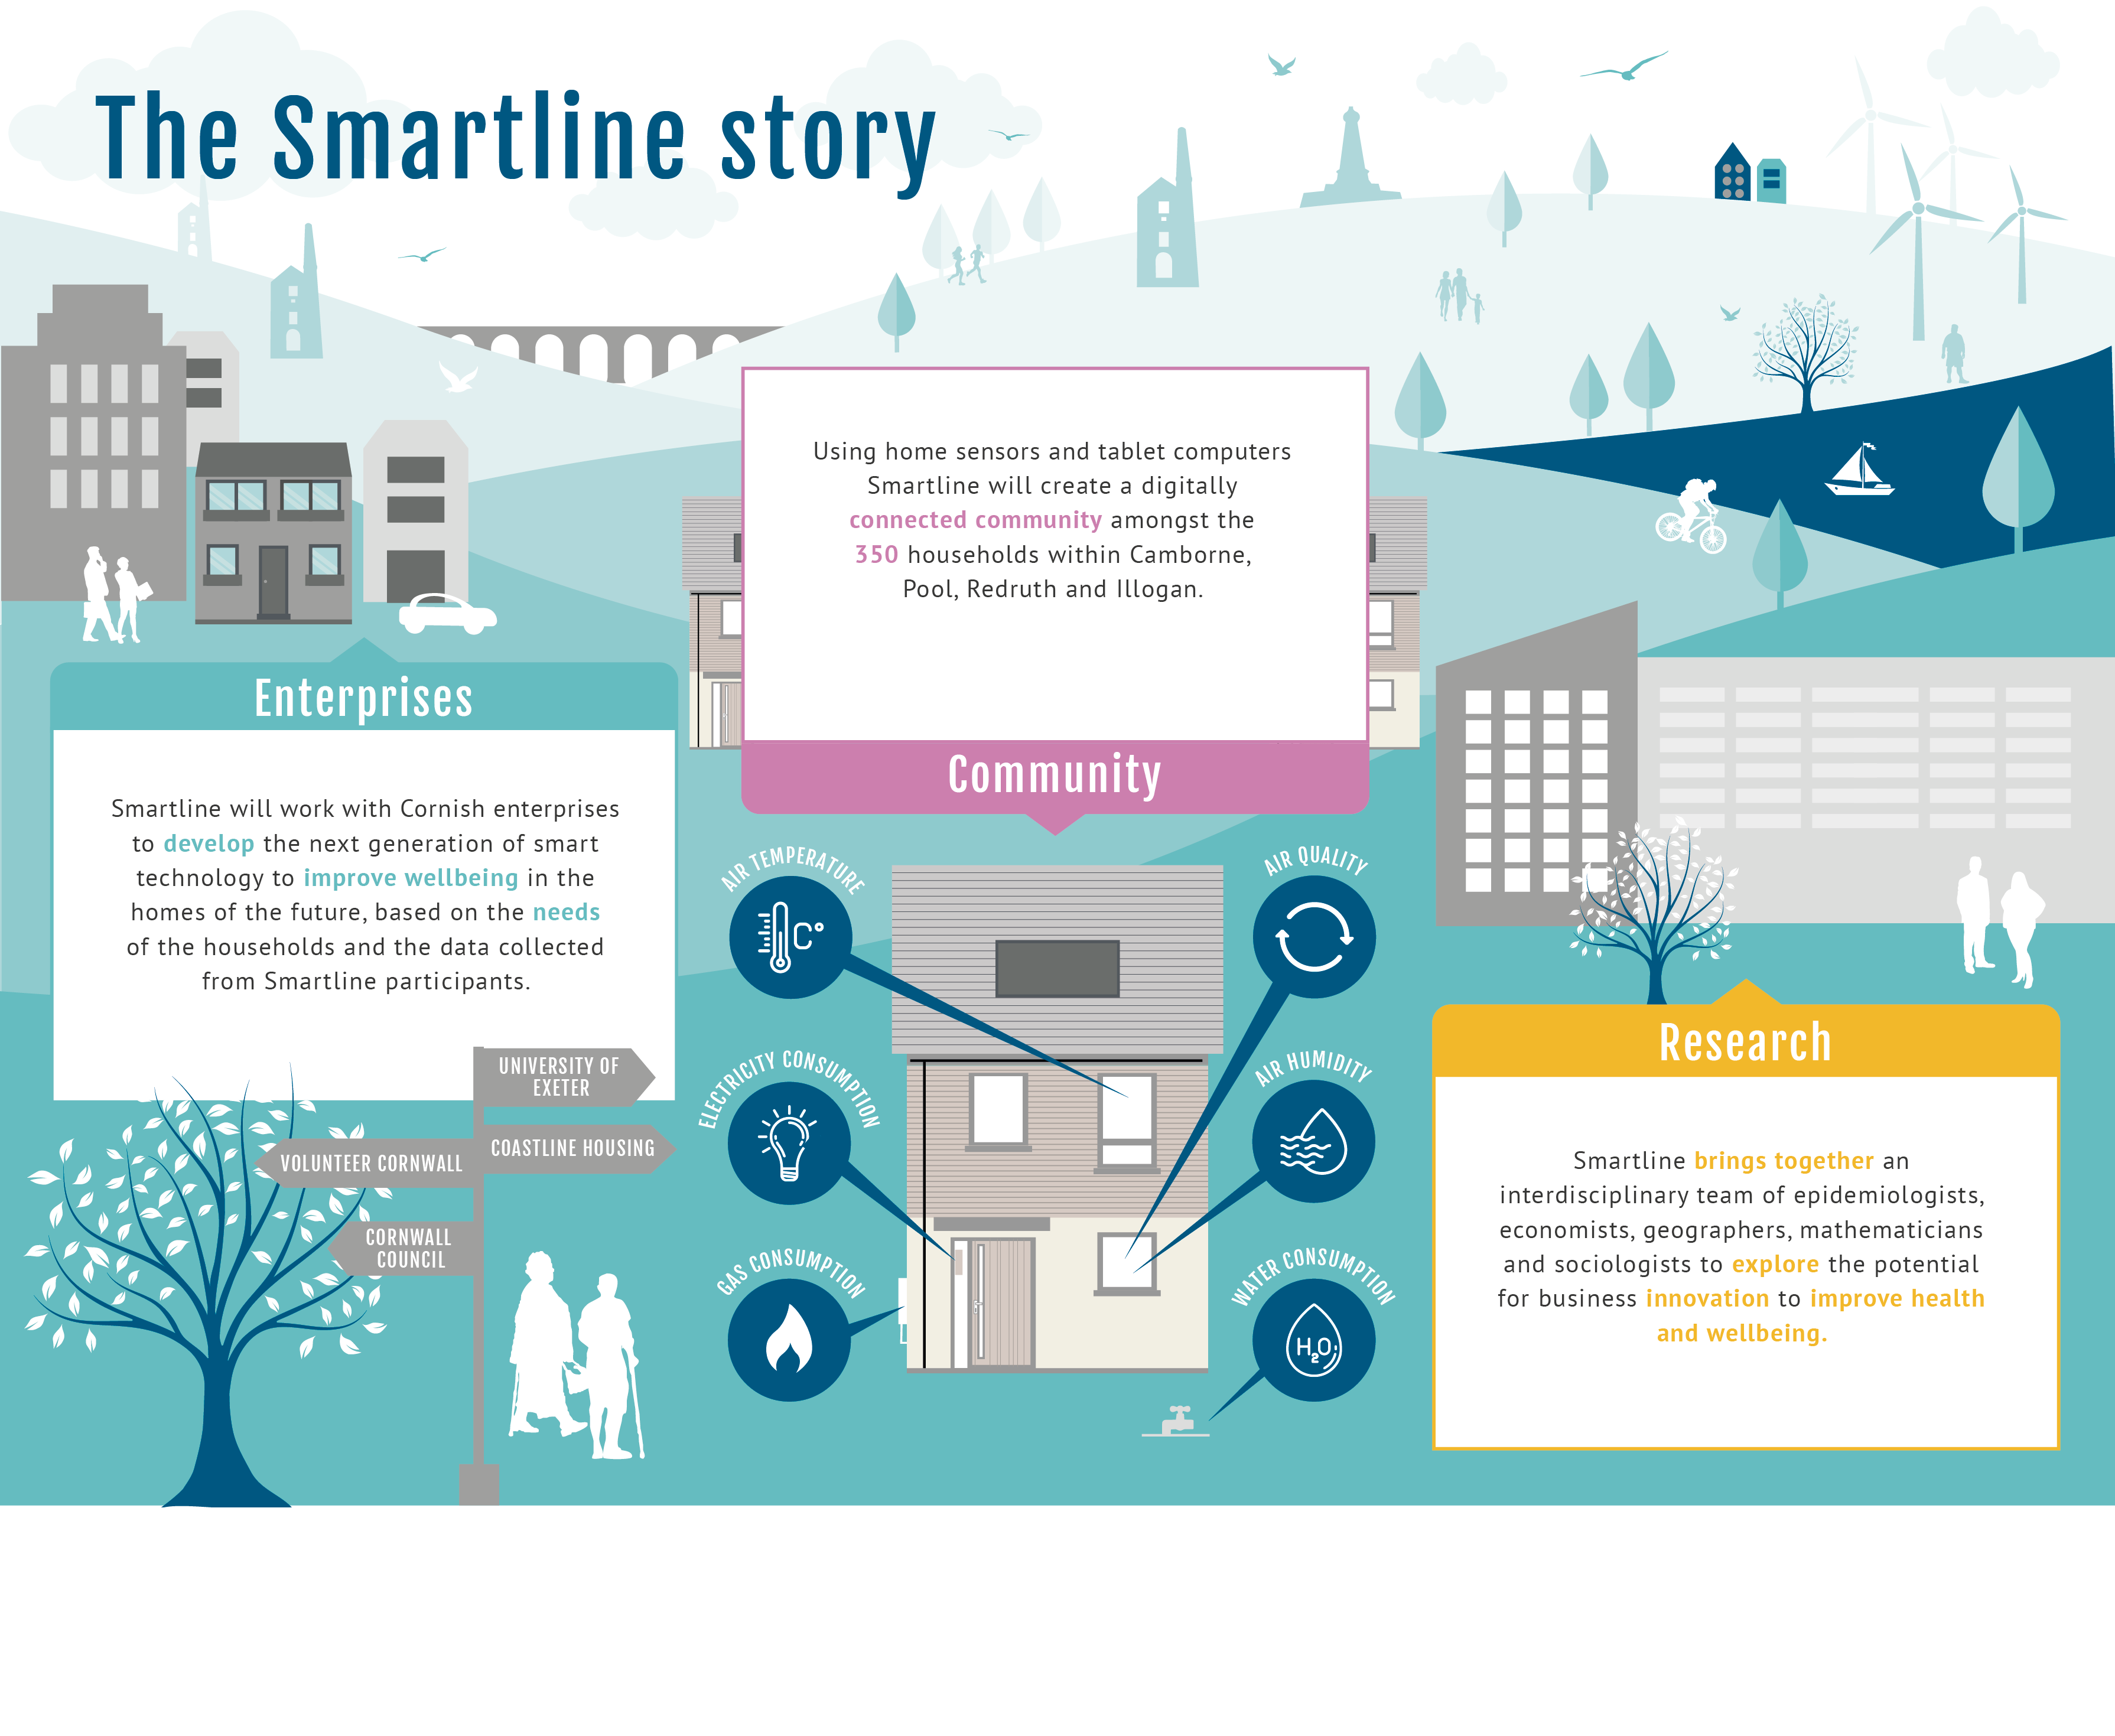 The Smartline story
Using home sensors and tablet computers
Smartline will create a digitally
connected community amongst the
350 households within Camborne,
Pool, Redruth and Illogan.
Community
Enterprises
Smartline will work with Cornish enterprises
to develop the next generation of smart
technology to improve wellbeing in the
homes of the future, based on the needs
of the households and the data collected
from Smartline participants.
UNIVERSITY OF
EXETER
COASTLINE HOUSING
VOLUNTEER CORNWALL
CORNWALL
COUNCIL
AIR TEMPERATURE
C°
ELECTRICITY CONSUMPTION
GAS CONSUMPTION
AIR QUALITY
AIR HUMIDITY
WATER CONSUMPTION
H2O
Research
Smartline brings together an
interdisciplinary team of epidemiologists,
economists, geographers, mathematicians
and sociologists to explore the potential
for business innovation to improve health
and wellbeing.